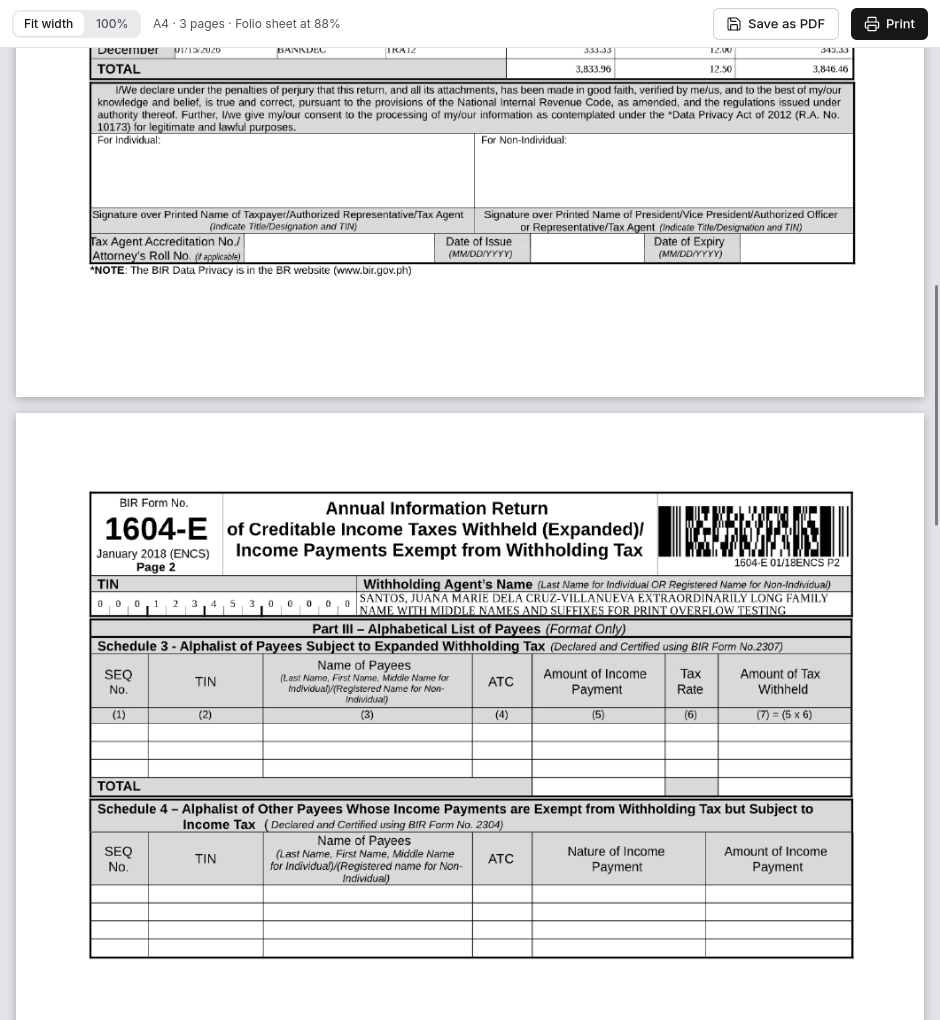 Fit width 100% A4 · 3 pages · Folio sheet at 88% Save as PDF Print
December 01/15/2026 BANKDEC TRA12 333.33 12.00 345.33
TOTAL 3,833.96 12.50 3,846.46
I/We declare under the penalties of perjury that this return, and all its attachments, has been made in good faith, verified by me/us, and to the best of my/our
knowledge and belief, is true and correct, pursuant to the provisions of the National Internal Revenue Code, as amended, and the regulations issued under
authority thereof. Further, I/we give my/our consent to the processing of my/our information as contemplated under the *Data Privacy Act of 2012 (R.A. No.
10173) for legitimate and lawful purposes.
For Individual: For Non-Individual:
Signature over Printed Name of Taxpayer/Authorized Representative/Tax Agent
(Indicate Title/Designation and TIN)
Signature over Printed Name of President/Vice President/Authorized Officer
or Representative/Tax Agent (Indicate Title/Designation and TIN)
Tax Agent Accreditation No./
Attorney's Roll No. (if applicable)
Date of Issue
(MM/DD/YYYY)
Date of Expiry
(MM/DD/YYYY)
*NOTE: The BIR Data Privacy is in the BR website (www.bir.gov.ph)
BIR Form No.
1604-E
January 2018 (ENCS)
Page 2
Annual Information Return
of Creditable Income Taxes Withheld (Expanded)/
Income Payments Exempt from Withholding Tax
1604-E 01/18ENCS P2
TIN Withholding Agent's Name (Last Name for Individual OR Registered Name for Non-Individual)
0 0 0 1 2 3 4 5 3 0 0 0 0 0
SANTOS, JUANA MARIE DELA CRUZ-VILLANUEVA EXTRAORDINARILY LONG FAMILY
NAME WITH MIDDLE NAMES AND SUFFIXES FOR PRINT OVERFLOW TESTING
Part III – Alphabetical List of Payees (Format Only)
Schedule 3 - Alphalist of Payees Subject to Expanded Withholding Tax (Declared and Certified using BIR Form No.2307)
SEQ
No.
TIN
Name of Payees
(Last Name, First Name, Middle Name for
Individual)/(Registered Name for Non-
Individual)
ATC
Amount of Income
Payment
Tax
Rate
Amount of Tax
Withheld
(1) (2) (3) (4) (5) (6) (7) = (5 x 6)
TOTAL
Schedule 4 – Alphalist of Other Payees Whose Income Payments are Exempt from Withholding Tax but Subject to
Income Tax ( Declared and Certified using BIR Form No. 2304)
SEQ
No.
TIN
Name of Payees
(Last Name, First Name, Middle Name
for Individual)/(Registered name for Non-
Individual)
ATC
Nature of Income
Payment
Amount of Income
Payment